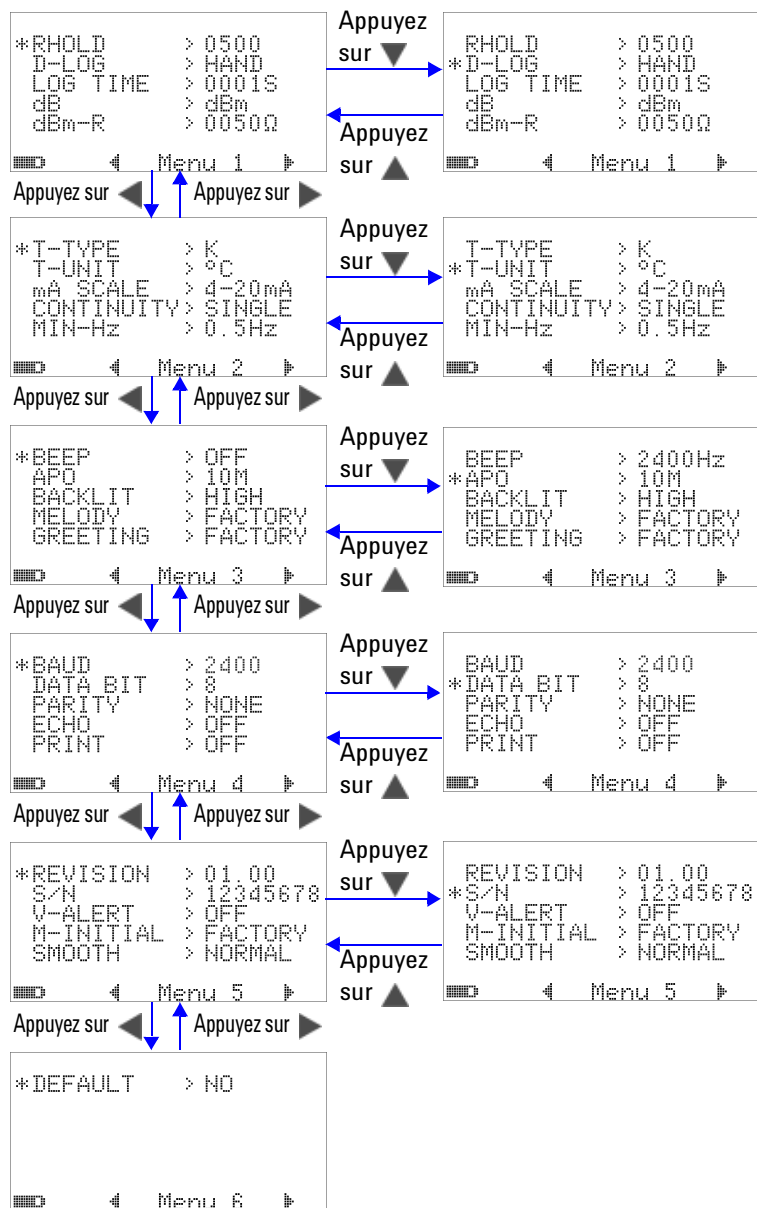 *RHOLD > 0500
D-LOG > HAND
LOG TIME > 0001S
dB > dBm
dBm-R > 0050Ω
Menu 1
Appuyez
sur
Appuyez
sur
RHOLD > 0500
*D-LOG > HAND
LOG TIME > 0001S
dB > dBm
dBm-R > 0050Ω
Menu 1
Appuyez sur
Appuyez sur
*T-TYPE > K
T-UNIT > °C
mA SCALE > 4-20mA
CONTINUITY> SINGLE
MIN-Hz > 0.5Hz
Menu 2
Appuyez
sur
Appuyez
sur
T-TYPE > K
*T-UNIT > °C
mA SCALE > 4-20mA
CONTINUITY> SINGLE
MIN-Hz > 0.5Hz
Menu 2
Appuyez sur
Appuyez sur
*BEEP > OFF
APO > 10M
BACKLIT > HIGH
MELODY > FACTORY
GREETING > FACTORY
Menu 3
Appuyez
sur
Appuyez
sur
BEEP > 2400Hz
*APO > 10M
BACKLIT > HIGH
MELODY > FACTORY
GREETING > FACTORY
Menu 3
Appuyez sur
Appuyez sur
*BAUD > 2400
DATA BIT > 8
PARITY > NONE
ECHO > OFF
PRINT > OFF
Menu 4
Appuyez
sur
Appuyez
sur
BAUD > 2400
*DATA BIT > 8
PARITY > NONE
ECHO > OFF
PRINT > OFF
Menu 4
Appuyez sur
Appuyez sur
*REVISION > 01.00
S/N > 12345678
V-ALERT > OFF
M-INITIAL > FACTORY
SMOOTH > NORMAL
Menu 5
Appuyez
sur
Appuyez
sur
REVISION > 01.00
*S/N > 12345678
V-ALERT > OFF
M-INITIAL > FACTORY
SMOOTH > NORMAL
Menu 5
Appuyez sur
Appuyez sur
*DEFAULT > NO
Menu 6